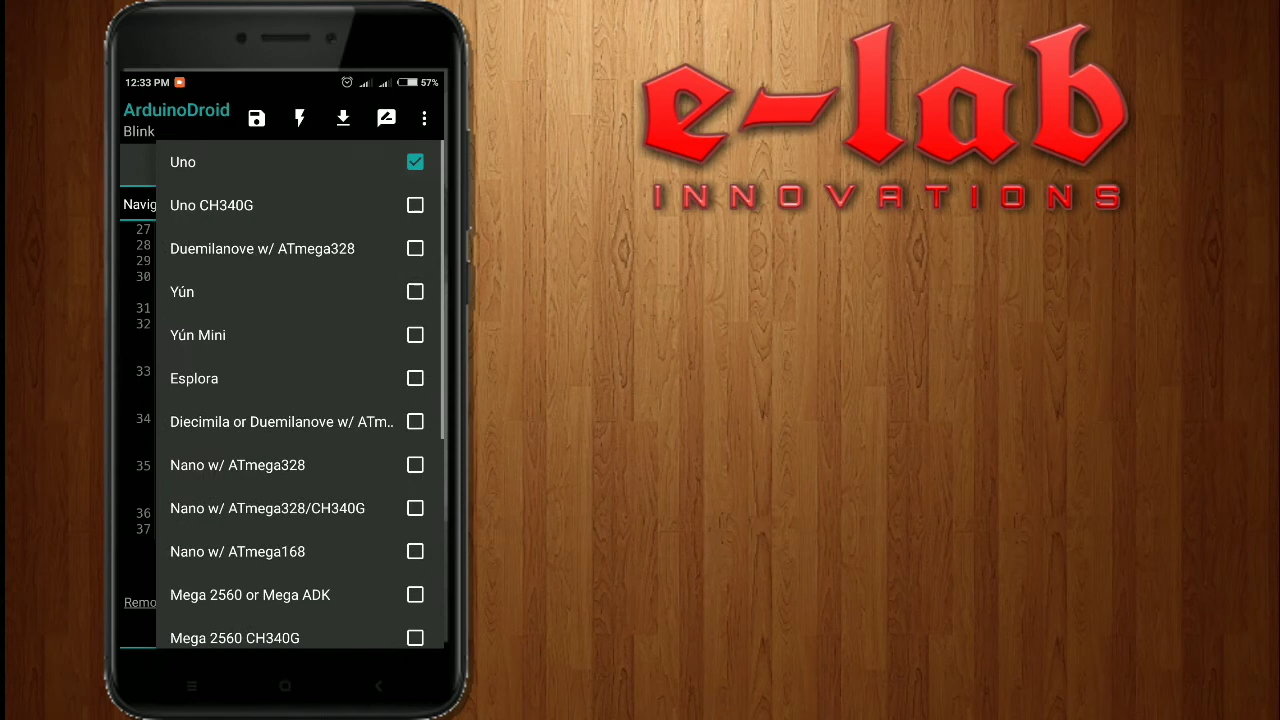 12:33 PM
57%
ArduinoDroid
Blink
Uno
Uno CH340G
Duemilanove w/ ATmega328
Yún
Yún Mini
Esplora
Diecimila or Duemilanove w/ ATm..
Nano w/ ATmega328
Nano w/ ATmega328/CH340G
Nano w/ ATmega168
Mega 2560 or Mega ADK
Mega 2560 CH340G
Navig
27
28
29
30
31
32
33
34
35
36
37
Remo
e-lab
INNOVATIONS